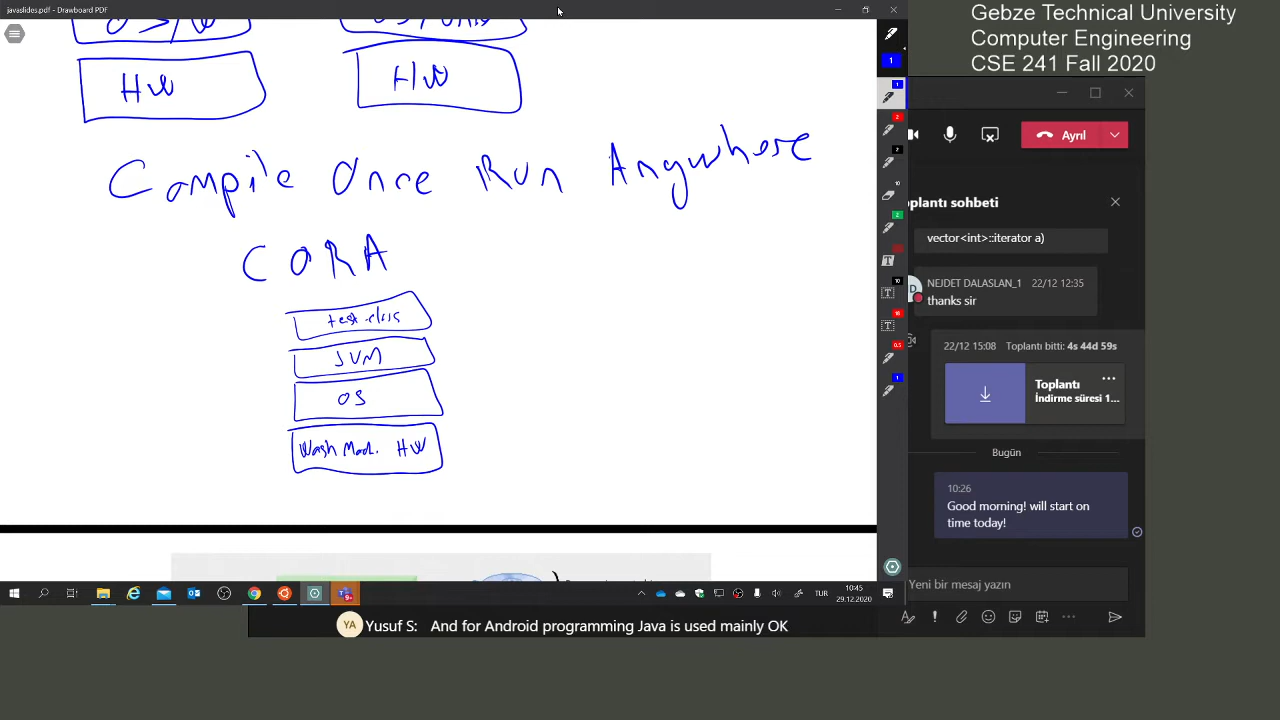 javaslides.pdf - Drawboard PDF
Gebze Technical University
Computer Engineering
CSE 241 Fall 2020
HW
HW
Compile Once Run Anywhere
CORA
test.class
JVM
OS
Wash Mach. HW
Ayrıl
oplantı sohbeti
vector<int>::iterator a)
NEJDET DALASLAN_1 22/12 12:35
thanks sir
22/12 15:08 Toplantı bitti: 4s 44d 59s
Toplantı
İndirme süresi 1...
Bugün
10:26
Good morning! will start on
time today!
Yeni bir mesaj yazın
TUR
10:45
29.12.2020
YA Yusuf S: And for Android programming Java is used mainly OK